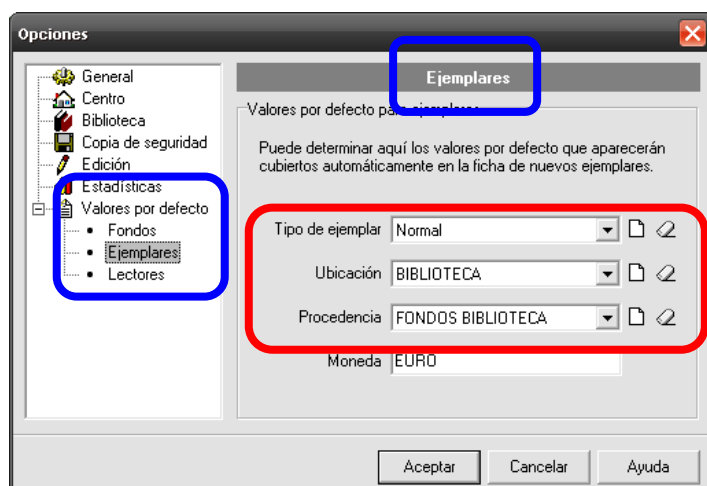 Opciones
General
Centro
Biblioteca
Copia de seguridad
Edición
Estadísticas
Valores por defecto
Fondos
Ejemplares
Lectores
Ejemplares
Valores por defecto para ejemplares
Puede determinar aquí los valores por defecto que aparecerán
cubiertos automáticamente en la ficha de nuevos ejemplares.
Tipo de ejemplar Normal
Ubicación BIBLIOTECA
Procedencia FONDOS BIBLIOTECA
Moneda EURO
Aceptar Cancelar Ayuda